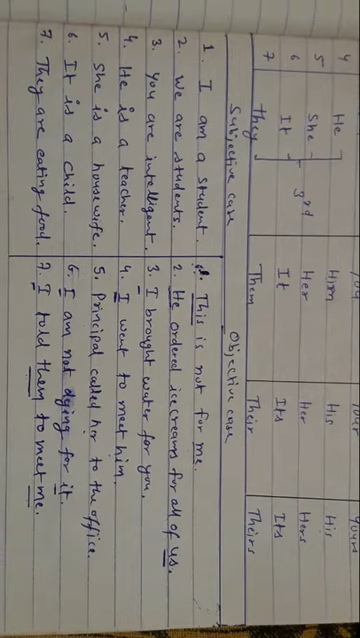 4 He Him His His
5 She 3rd Her Her Hers
6 It It Its Its
7 They Them Their Theirs
Subjective case
1. I am a student.
2. We are students.
3. You are intelligent.
4. He is a teacher.
5. She is a housewife.
6. It is a child.
7. They are eating food.
Objective case
1. This is not for me.
2. He ordered icecreams for all of us.
3. I brought water for you.
4. I went to meet him.
5. Principal called her to the office.
6. I am not dying for it.
7. I told them to meet me.